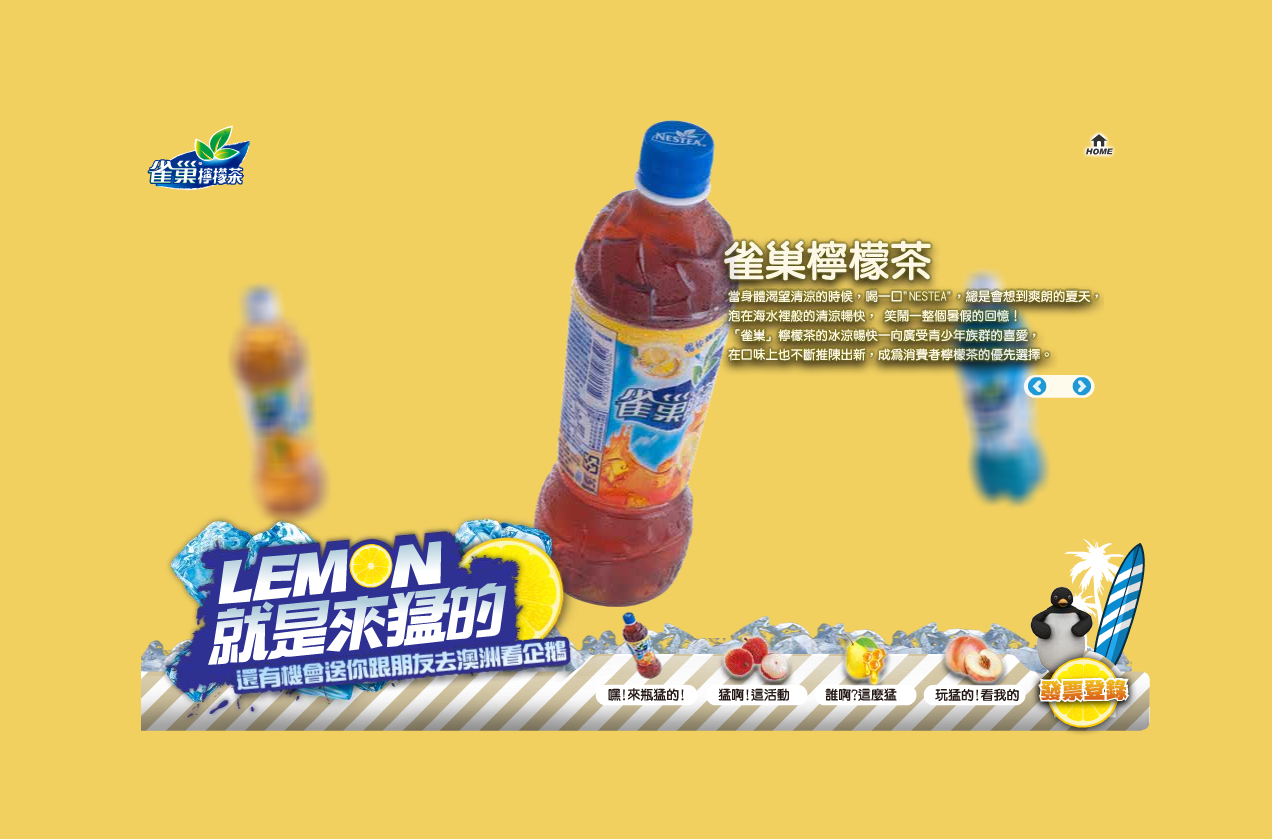 雀巢檸檬茶
HOME
NESTEA
雀巢檸檬茶
當身體渴望清涼的時候，喝一口"NESTEA"，總是會想到爽朗的夏天，
泡在海水裡般的清涼暢快， 笑鬧一整個暑假的回憶！
「雀巢」檸檬茶的冰涼暢快一向廣受青少年族群的喜愛，
在口味上也不斷推陳出新，成為消費者檸檬茶的優先選擇。
雀巢
LEMON
就是來猛的
還有機會送你跟朋友去澳洲看企鵝
嘿!來瓶猛的!
猛啊!這活動
誰啊?這麼猛
玩猛的!看我的
發票登錄